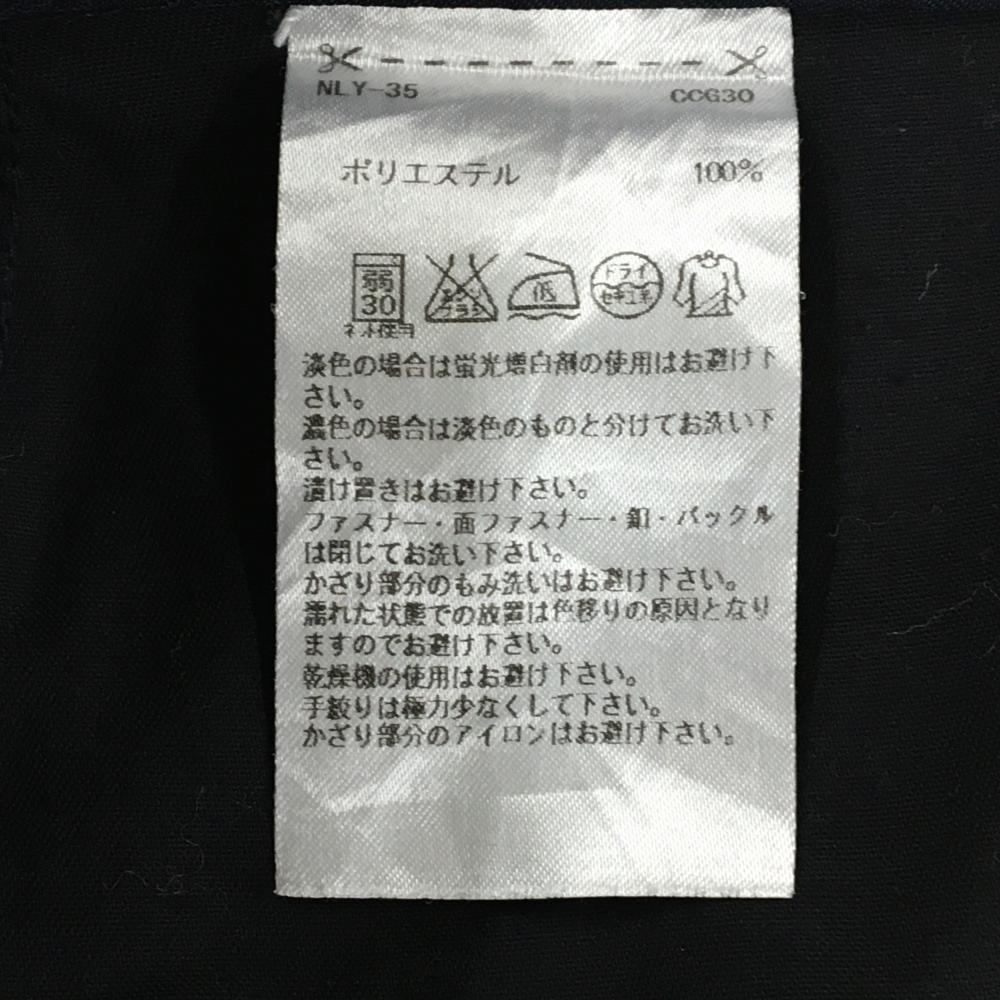 NLY-35 CCG30
ポリエステル 100%
弱 エンソ 低 ドライ
30 サラシ セキユ系
ネット使用
淡色の場合は蛍光増白剤の使用はお避け下
さい。
濃色の場合は淡色のものと分けてお洗い下
さい。
漬け置きはお避け下さい。
ファスナー・面ファスナー・釦・バックル
は閉じてお洗い下さい。
かざり部分のもみ洗いはお避け下さい。
濡れた状態での放置は色移りの原因となり
ますのでお避け下さい。
乾燥機の使用はお避け下さい。
手絞りは極力少なくして下さい。
かざり部分のアイロンはお避け下さい。